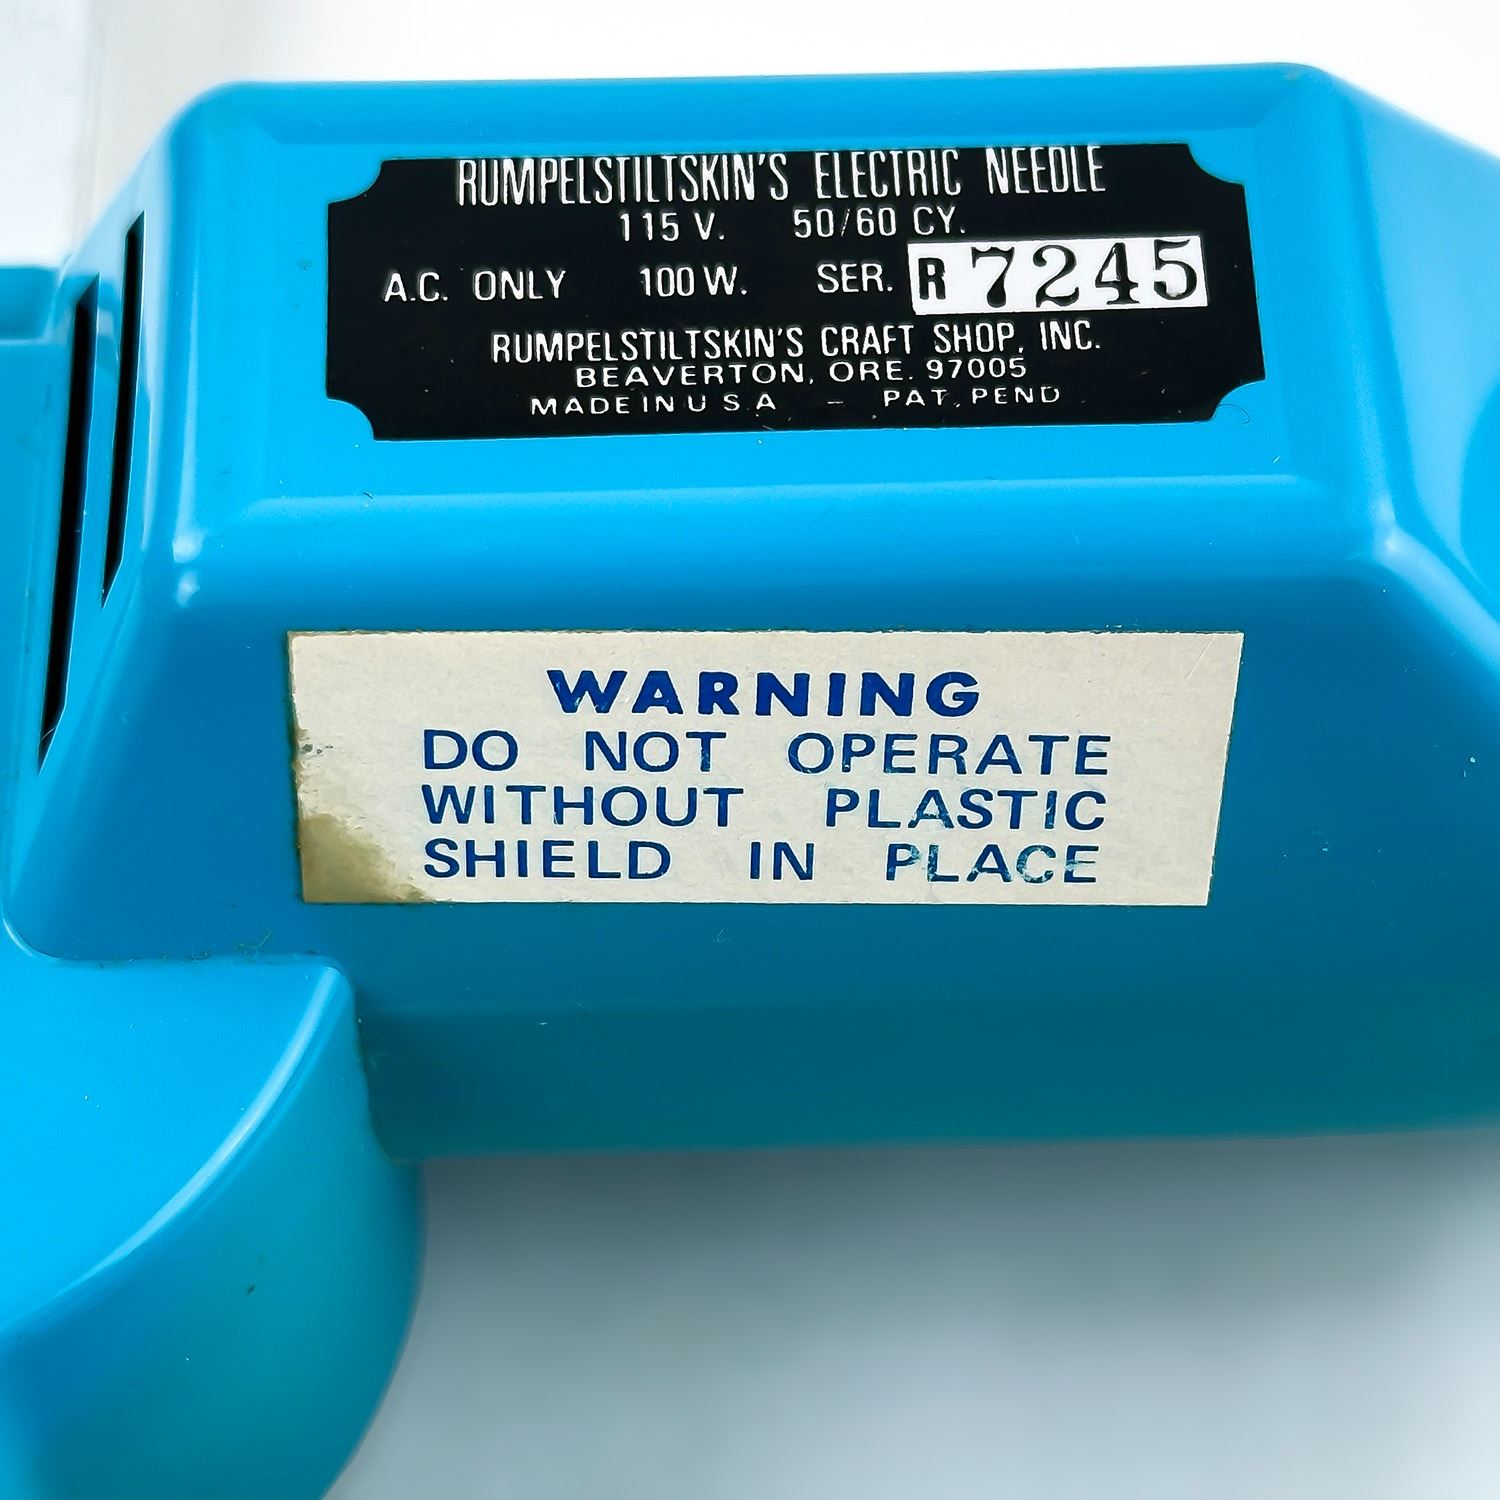 RUMPELSTILTSKIN'S ELECTRIC NEEDLE
115 V. 50/60 CY.
A.C. ONLY 100 W. SER. R 7245
RUMPELSTILTSKIN'S CRAFT SHOP, INC.
BEAVERTON, ORE. 97005
MADE IN U S A – PAT. PEND
WARNING
DO NOT OPERATE
WITHOUT PLASTIC
SHIELD IN PLACE